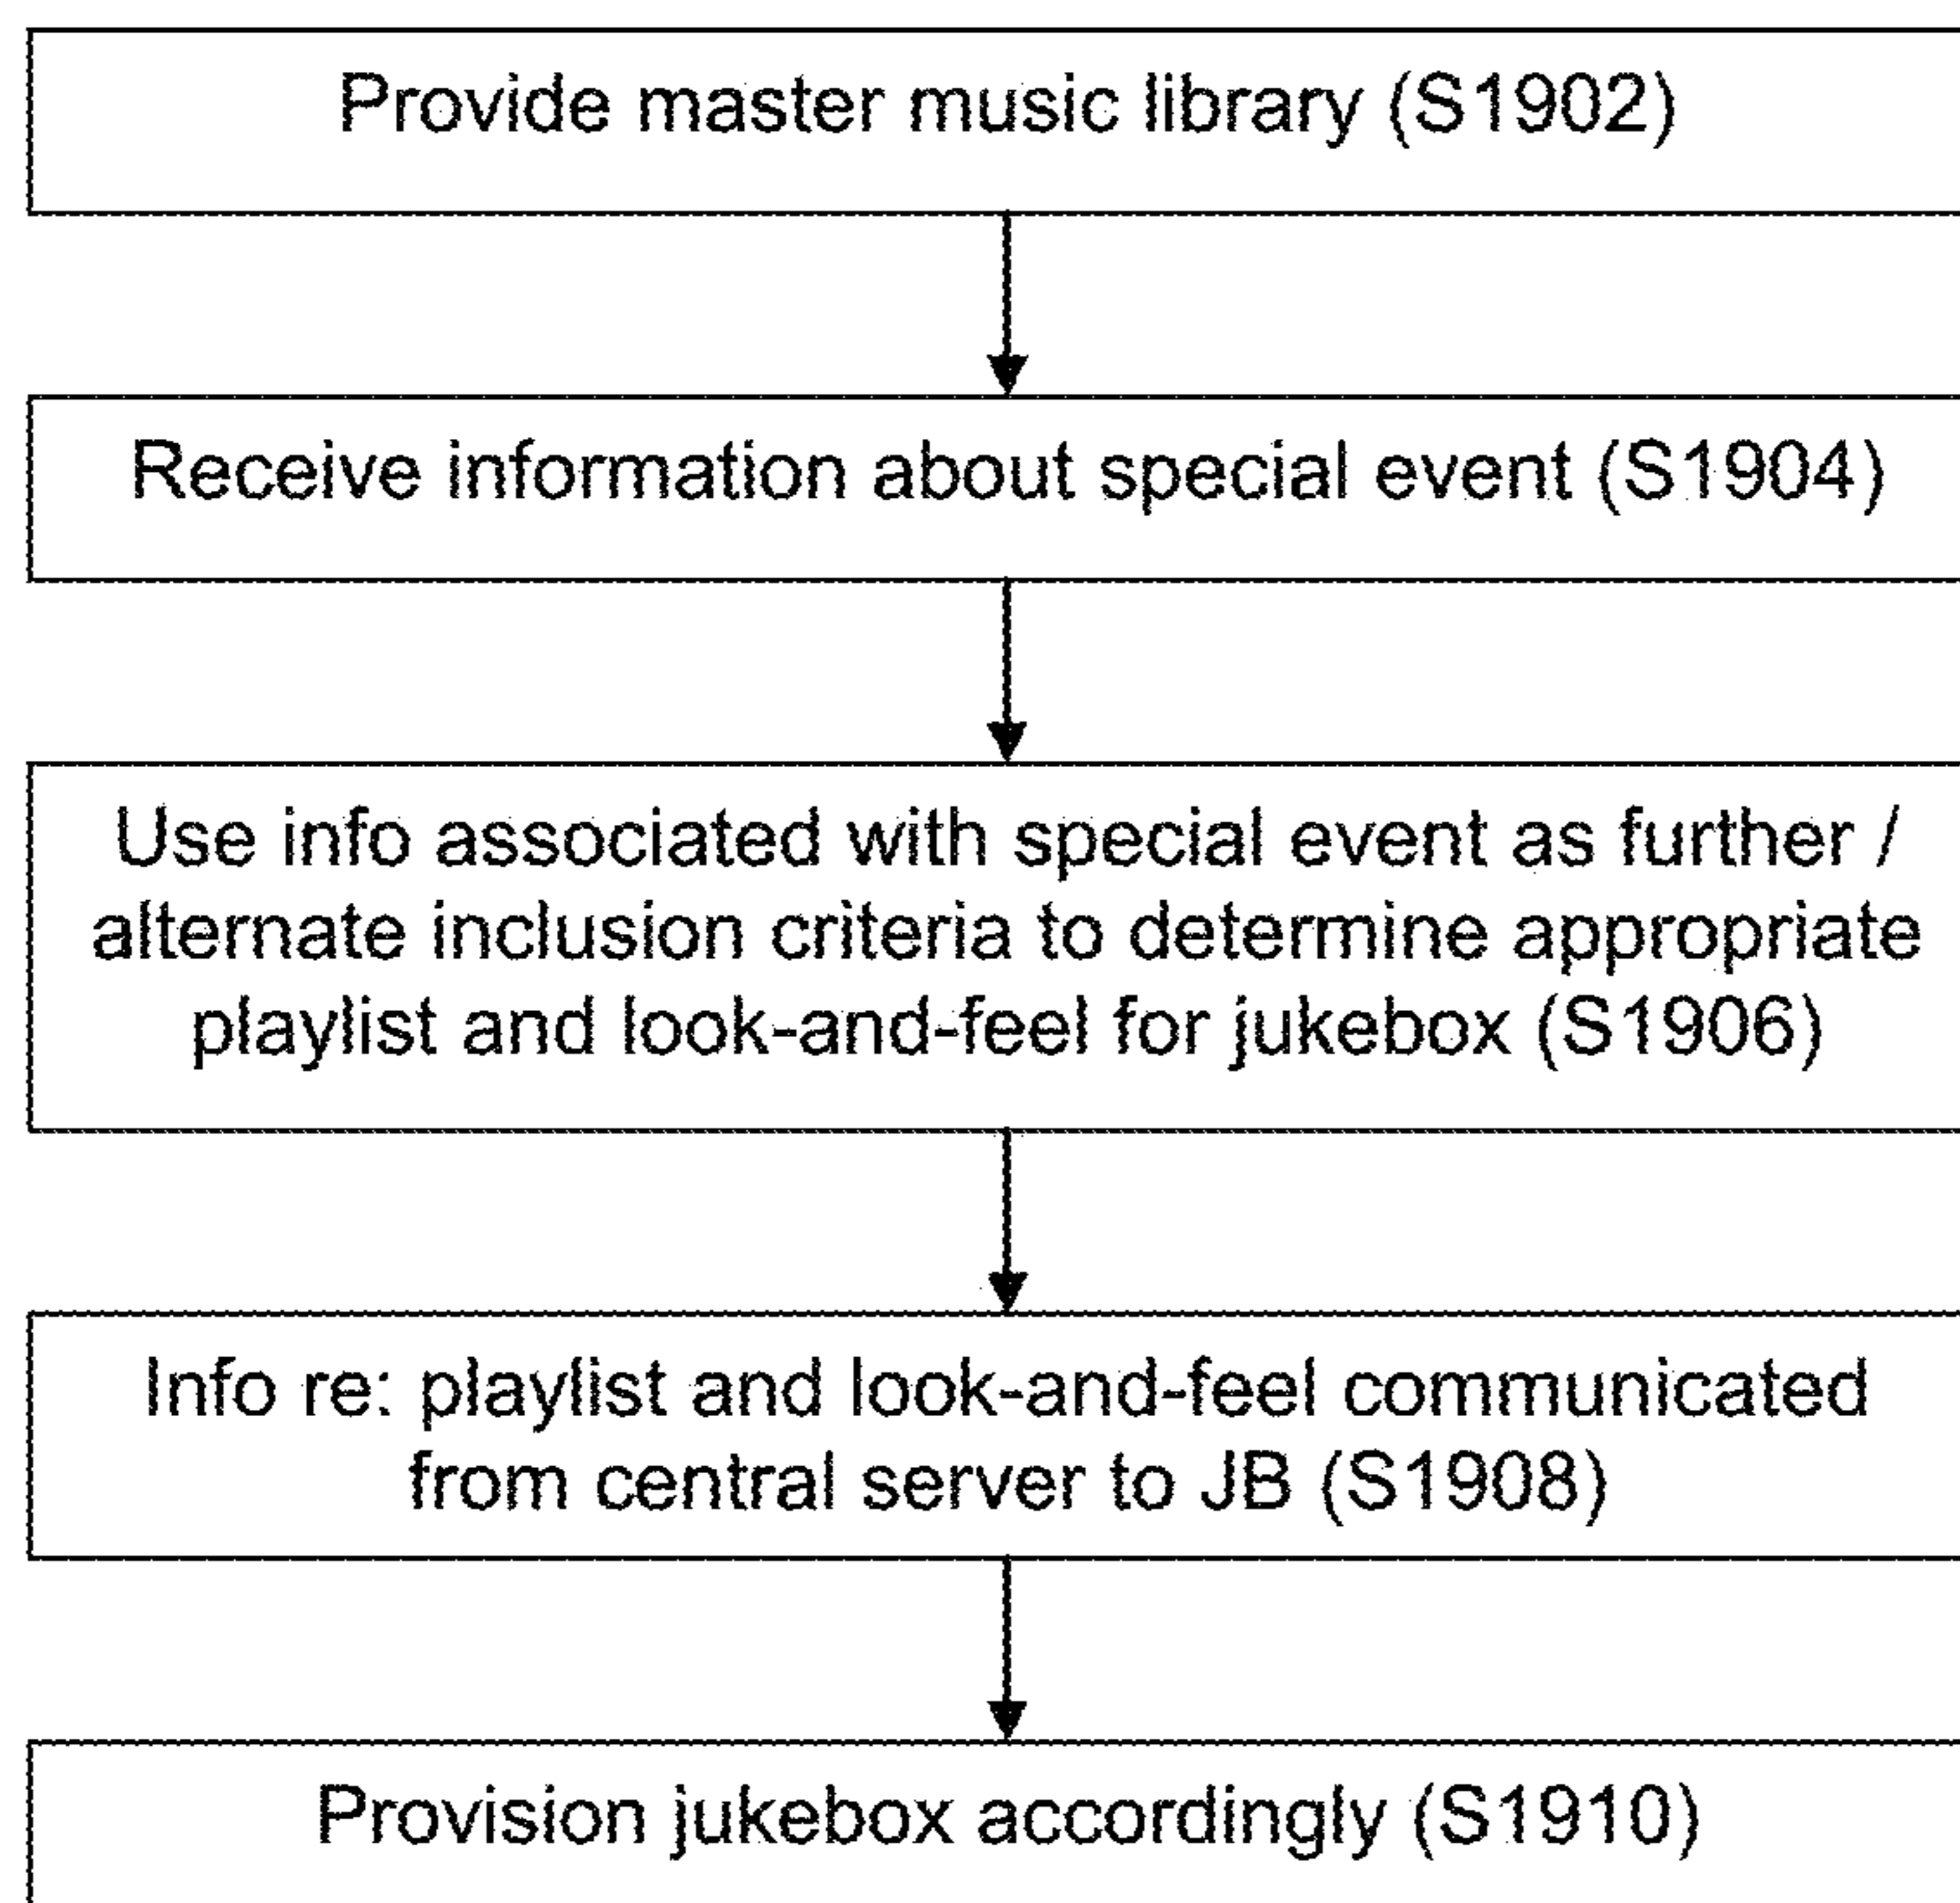 Provide master music library (S1902)
Receive information about special event (S1904)
Use info associated with special event as further /
alternate inclusion criteria to determine appropriate
playlist and look-and-feel for jukebox (S1906)
Info re: playlist and look-and-feel communicated
from central server to JB (S1908)
Provision jukebox accordingly (S1910)